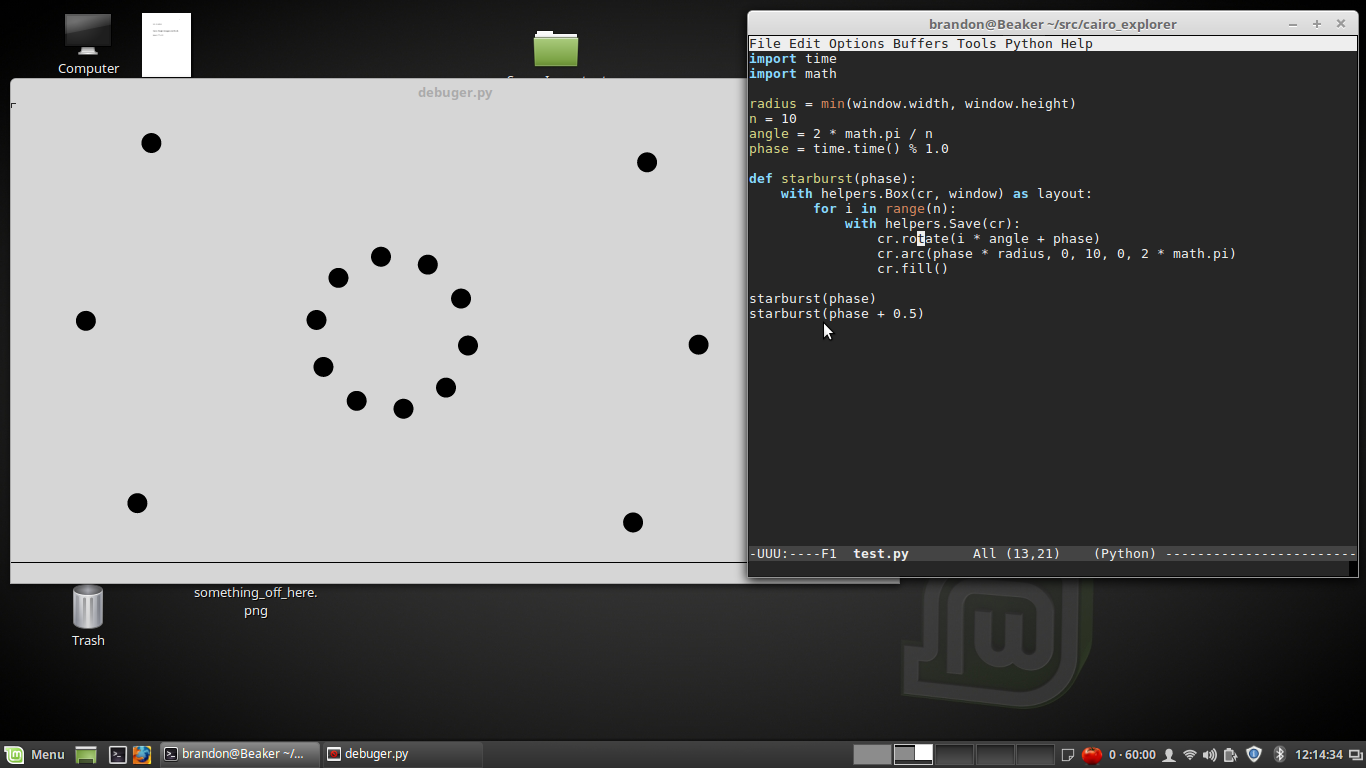 Computer
debuger.py
brandon@Beaker ~/src/cairo_explorer
File Edit Options Buffers Tools Python Help
import time
import math
radius = min(window.width, window.height)
n = 10
angle = 2 * math.pi / n
phase = time.time() % 1.0
def starburst(phase):
    with helpers.Box(cr, window) as layout:
        for i in range(n):
            with helpers.Save(cr):
                cr.rotate(i * angle + phase)
                cr.arc(phase * radius, 0, 10, 0, 2 * math.pi)
                cr.fill()
starburst(phase)
starburst(phase + 0.5)
-UUU:----F1  test.py        All (13,21)    (Python) ------------------------
something_off_here.
png
Trash
Menu
brandon@Beaker ~/...
debuger.py
0 · 60:00
12:14:34